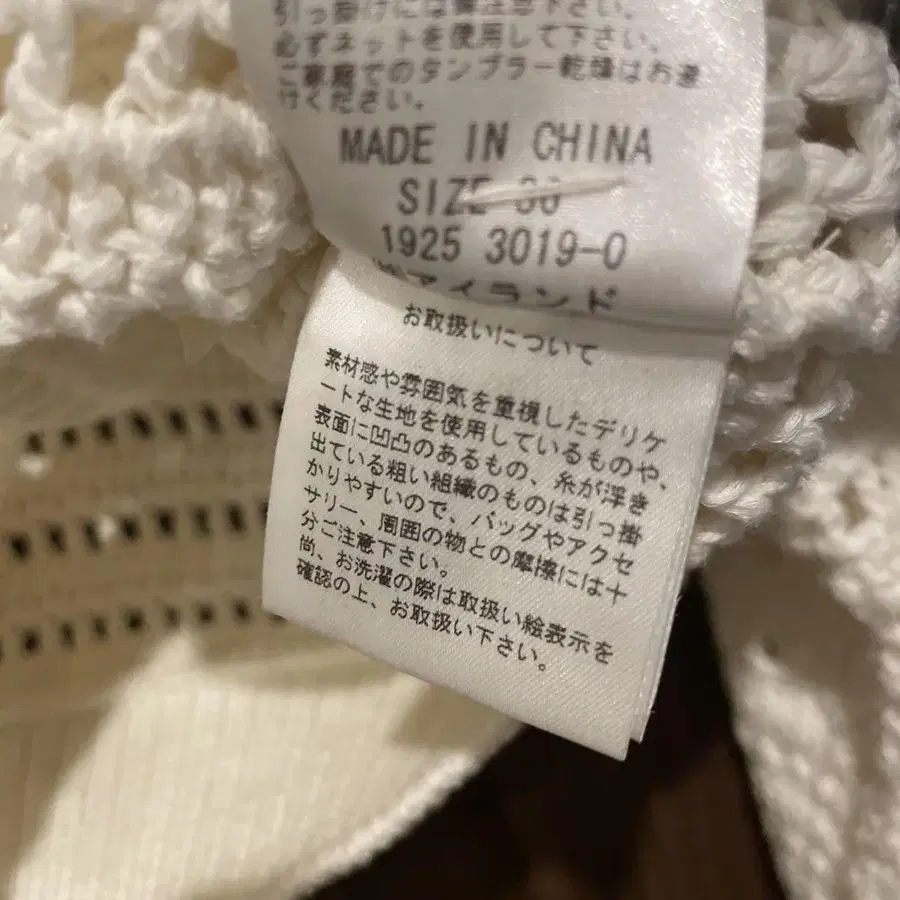 引っ掛けには御注意下さい。
必ずネットを使用して下さい。
ご家庭でのタンブラー乾燥はお避
けください。
MADE IN CHINA
SIZE
1925 3019-0
㈱アイランド
お取扱いについて
素材感や雰囲気を重視したデリケ
ートな生地を使用しているものや、
表面に凹凸のあるもの、糸が浮き
出ている粗い組織のものは引っ掛
かりやすいので、バッグやアクセ
サリー、周囲の物との摩擦には十
分ご注意下さい。
尚、お洗濯の際は取扱い絵表示を
確認の上、お取扱い下さい。